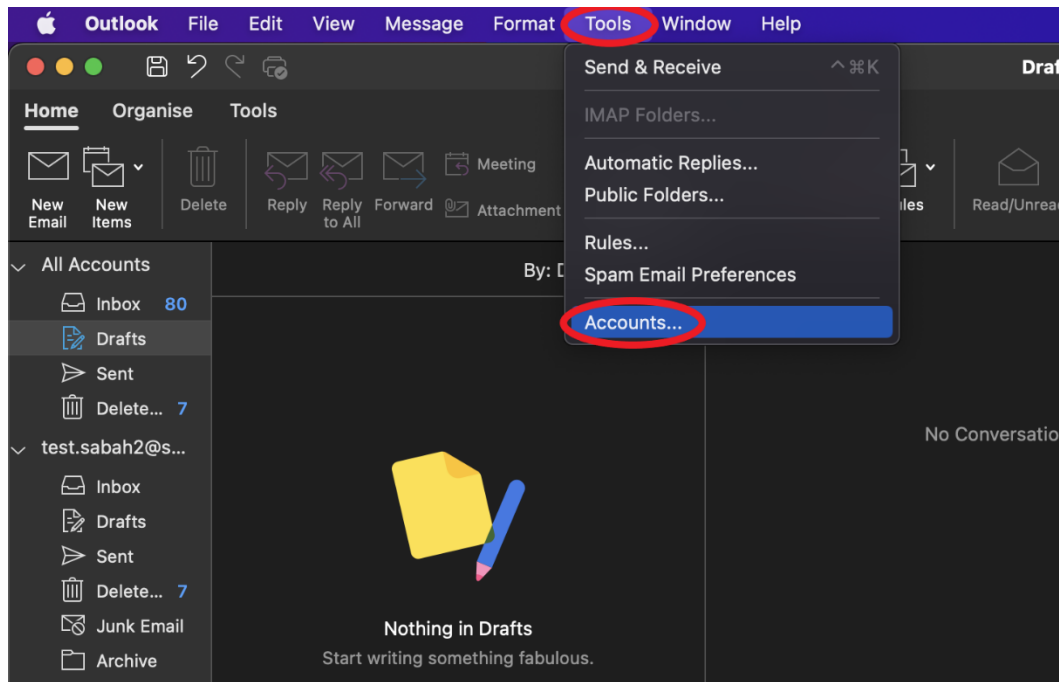 Outlook File Edit View Message Format Tools Window Help
Send & Receive ^⌘K
IMAP Folders...
Automatic Replies...
Public Folders...
Rules...
Spam Email Preferences
Accounts...
Home Organise Tools
New Email
New Items
Delete
Reply
Reply to All
Forward
Meeting
Attachment
Read/Unread
All Accounts
Inbox 80
Drafts
Sent
Delete... 7
test.sabah2@s...
Inbox
Drafts
Sent
Delete... 7
Junk Email
Archive
By:
Nothing in Drafts
Start writing something fabulous.
No